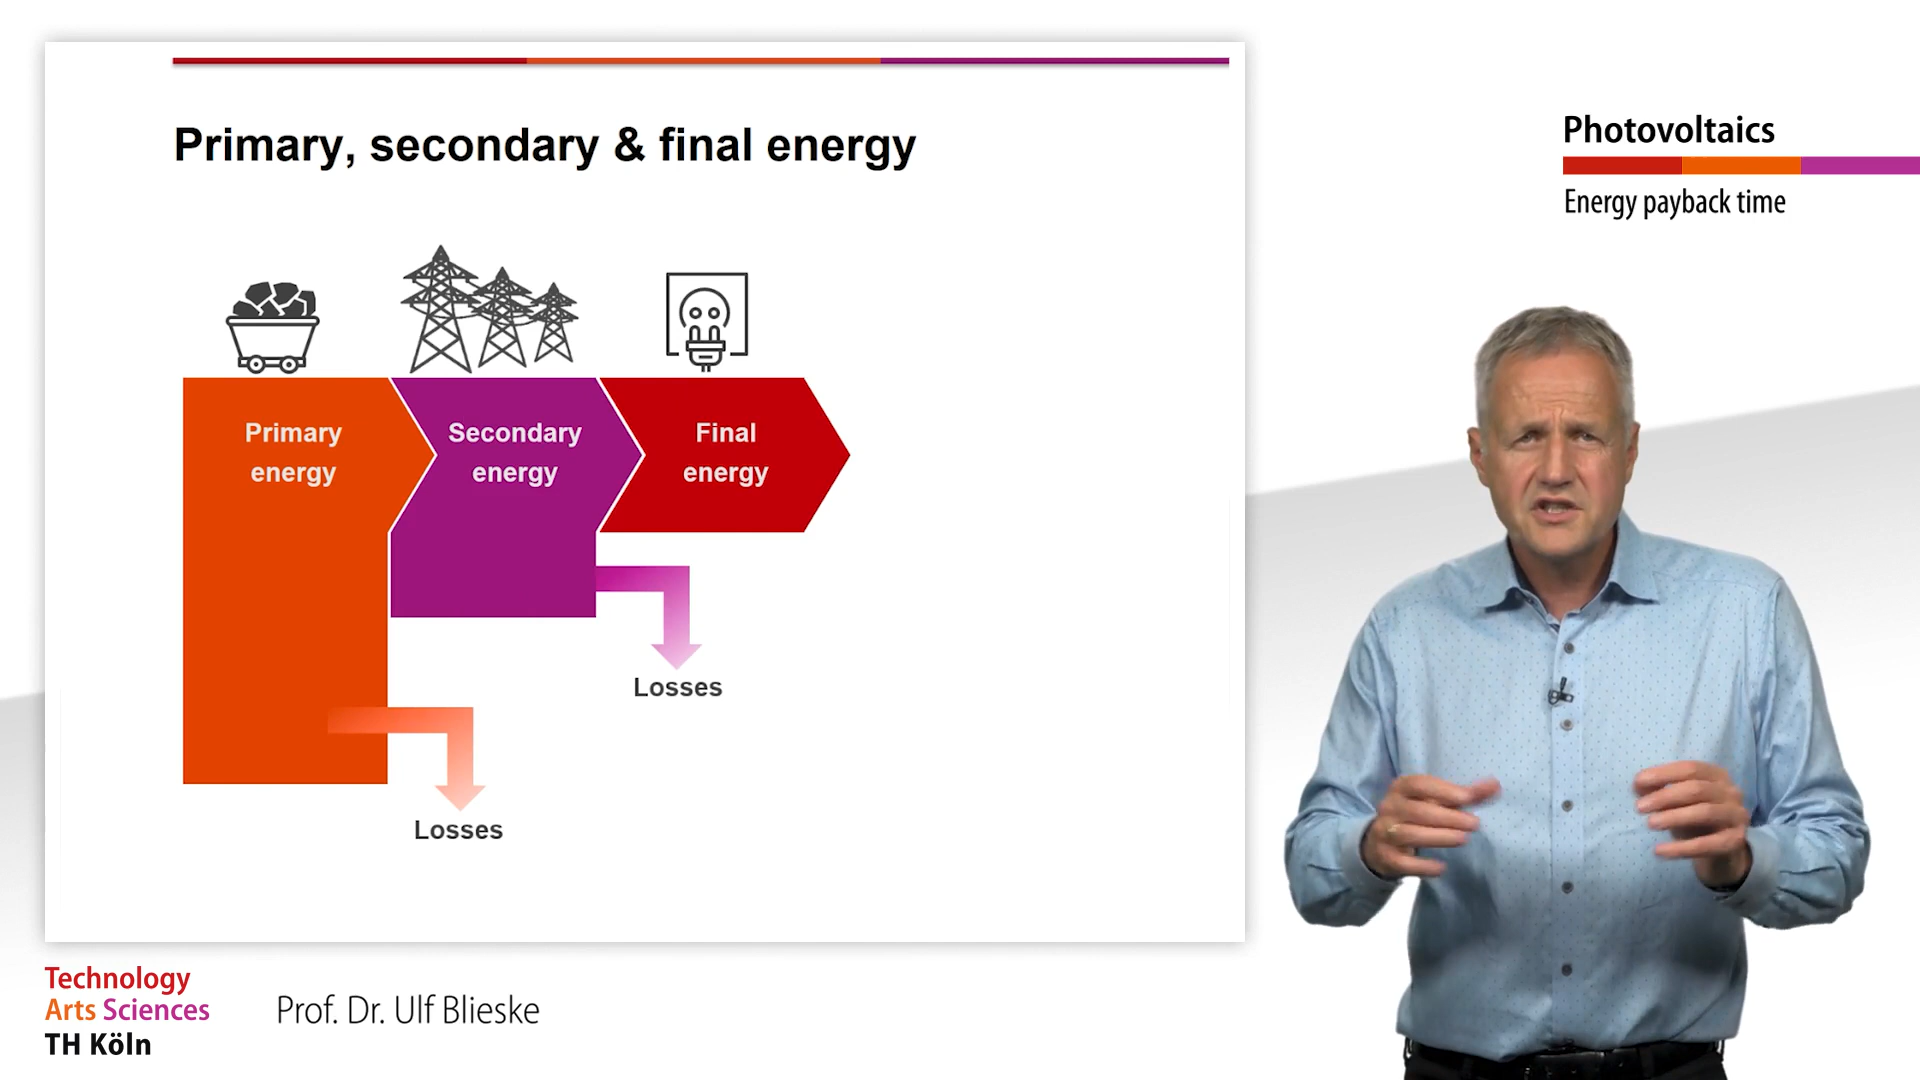 Primary, secondary & final energy
Primary
energy
Secondary
energy
Final
energy
Losses
Losses
Photovoltaics
Energy payback time
Technology
Arts Sciences
TH Köln
Prof. Dr. Ulf Blieske